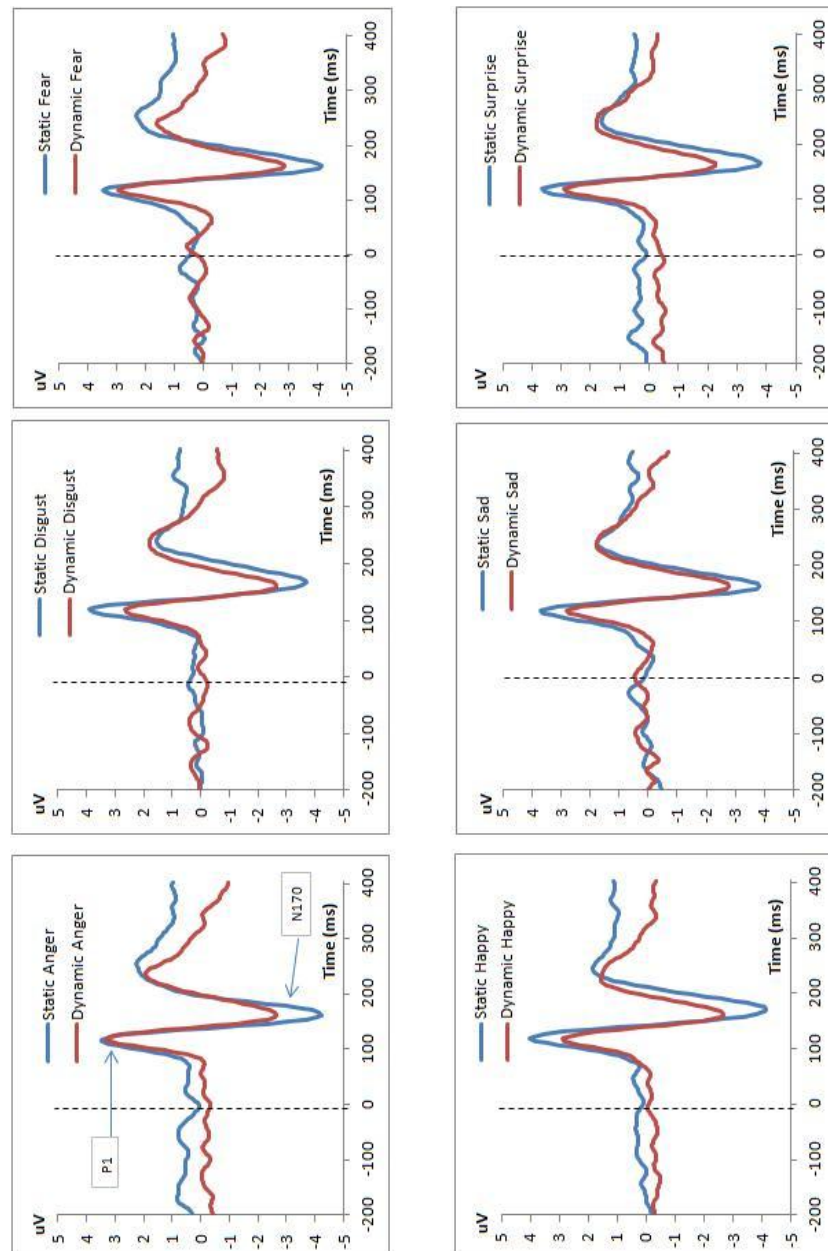 uV
Static Anger
Dynamic Anger
5
4
3
2
1
0
-1
-2
-3
-4
-5
P1
N170
-200 -100 0 100 200 300 400
Time (ms)
uV
Static Disgust
Dynamic Disgust
5
4
3
2
1
0
-1
-2
-3
-4
-5
-200 -100 0 100 200 300 400
Time (ms)
uV
Static Fear
Dynamic Fear
5
4
3
2
1
0
-1
-2
-3
-4
-5
-200 -100 0 100 200 300 400
Time (ms)
uV
Static Happy
Dynamic Happy
5
4
3
2
1
0
-1
-2
-3
-4
-5
-200 -100 0 100 200 300 400
Time (ms)
uV
Static Sad
Dynamic Sad
5
4
3
2
1
0
-1
-2
-3
-4
-5
-200 -100 0 100 200 300 400
Time (ms)
uV
Static Surprise
Dynamic Surprise
5
4
3
2
1
0
-1
-2
-3
-4
-5
-200 -100 0 100 200 300 400
Time (ms)